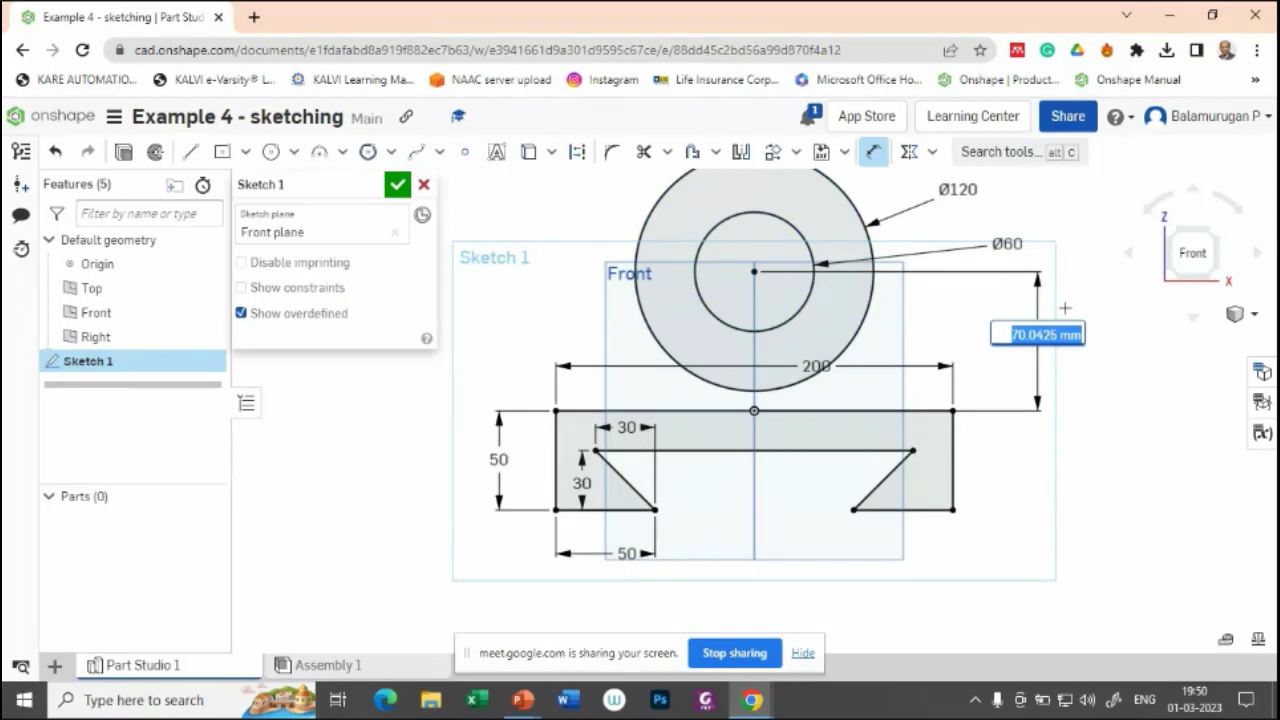 Example 4 - sketching | Part Stud
cad.onshape.com/documents/e1fdafabd8a919f882ec7b63/w/e3941661d9a301d9595c67ce/e/88dd45c2bd56a99d870f4a12
KARE AUTOMATIO... KALVI e-Varsity® L... KALVI Learning Ma... NAAC server upload Instagram Life Insurance Corp... Microsoft Office Ho... Onshape | Product... Onshape Manual »
onshape Example 4 - sketching Main 1 App Store Learning Center Share Balamurugan P
Search tools... alt C
Features (5)
Filter by name or type
Default geometry
Origin
Top
Front
Right
Sketch 1
Parts (0)
Sketch 1
Sketch plane
Front plane
Disable imprinting
Show constraints
Show overdefined
Sketch 1
Front
Ø120
Ø60
70.0425 mm
200
30
50
30
50
Z
Front
X
Part Studio 1 Assembly 1
meet.google.com is sharing your screen. Stop sharing Hide
Type here to search
ENG
19:50
01-03-2023